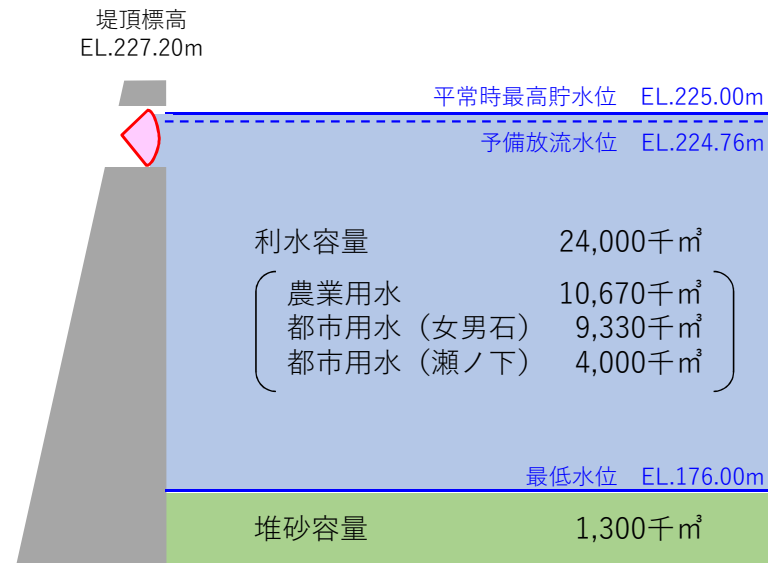 堤頂標高
EL.227.20m
平常時最高貯水位 EL.225.00m
予備放流水位 EL.224.76m
利水容量 24,000千㎥
農業用水 10,670千㎥
都市用水（女男石） 9,330千㎥
都市用水（瀬ノ下） 4,000千㎥
最低水位 EL.176.00m
堆砂容量 1,300千㎥